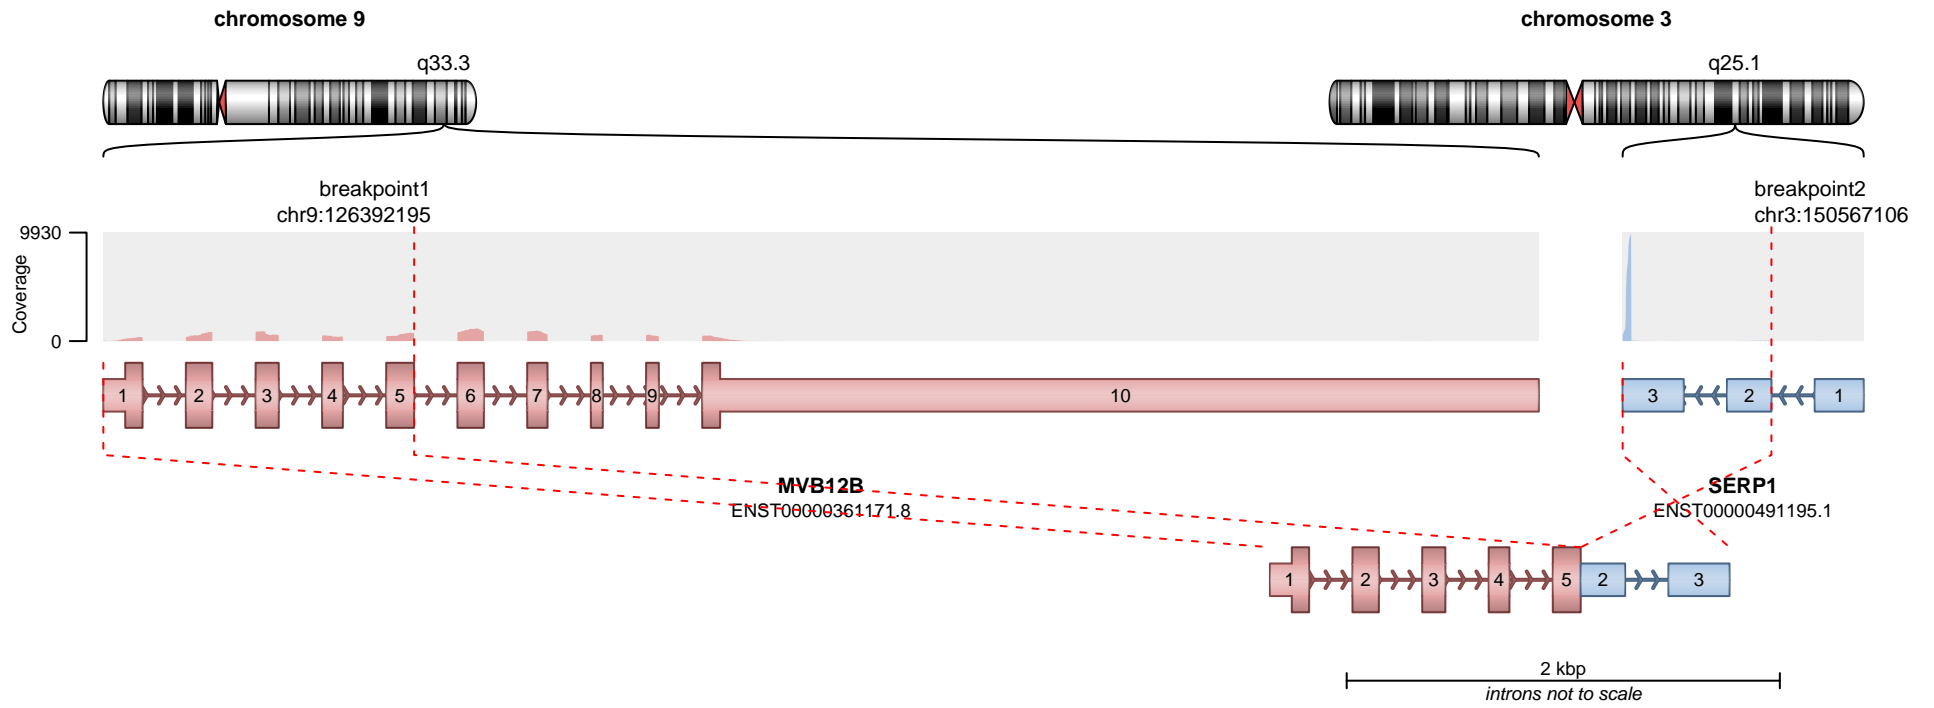 chromosome 9
chromosome 3
q33.3
q25.1
breakpoint1
chr9:126392195
breakpoint2
chr3:150567106
9930
Coverage
0
1 2 3 4 5 6 7 8 9 10
3 2 1
MVB12B
ENST00000361171.8
SERP1
ENST00000491195.1
1 2 3 4 5 2 3
2 kbp
introns not to scale